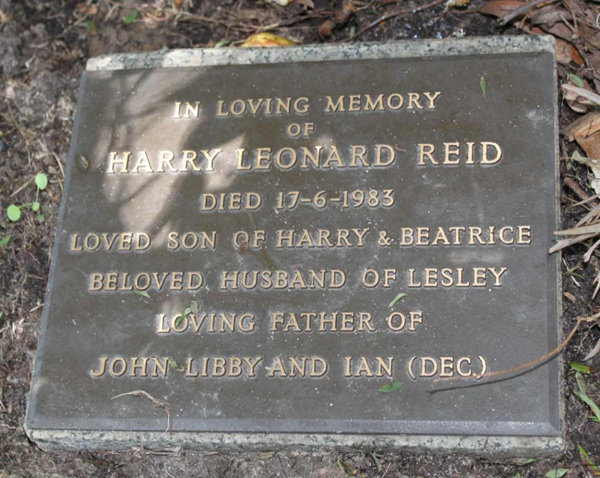 IN LOVING MEMORY
OF
HARRY LEONARD REID
DIED 17-6-1983
LOVED SON OF HARRY & BEATRICE
BELOVED HUSBAND OF LESLEY
LOVING FATHER OF
JOHN LIBBY AND IAN (DEC.)